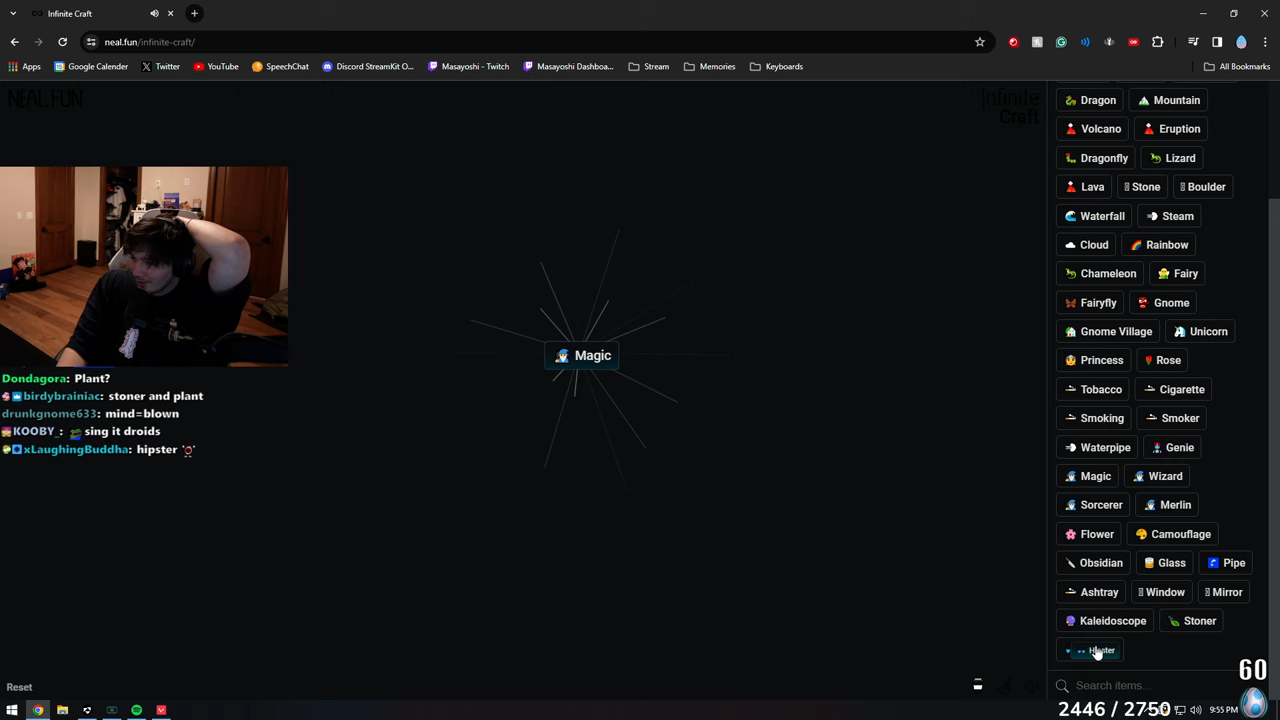 Infinite Craft
neal.fun/infinite-craft/
Apps Google Calender Twitter YouTube SpeechChat Discord StreamKit O... Masayoshi - Twitch Masayoshi Dashboa... Stream Memories Keyboards All Bookmarks
NEAL.FUN
Infinite
Craft
Dragon Mountain
Volcano Eruption
Dragonfly Lizard
Lava Stone Boulder
Waterfall Steam
Cloud Rainbow
Chameleon Fairy
Fairyfly Gnome
Gnome Village Unicorn
Princess Rose
Tobacco Cigarette
Smoking Smoker
Waterpipe Genie
Magic Wizard
Sorcerer Merlin
Flower Camouflage
Obsidian Glass Pipe
Ashtray Window Mirror
Kaleidoscope Stoner
Magic
Dondagora: Plant?
birdybrainiac: stoner and plant
drunkgnome633: mind=blown
KOOBY_: sing it droids
xLaughingBuddha: hipster
Reset
Search items...
60
2446 / 2750
9:55 PM